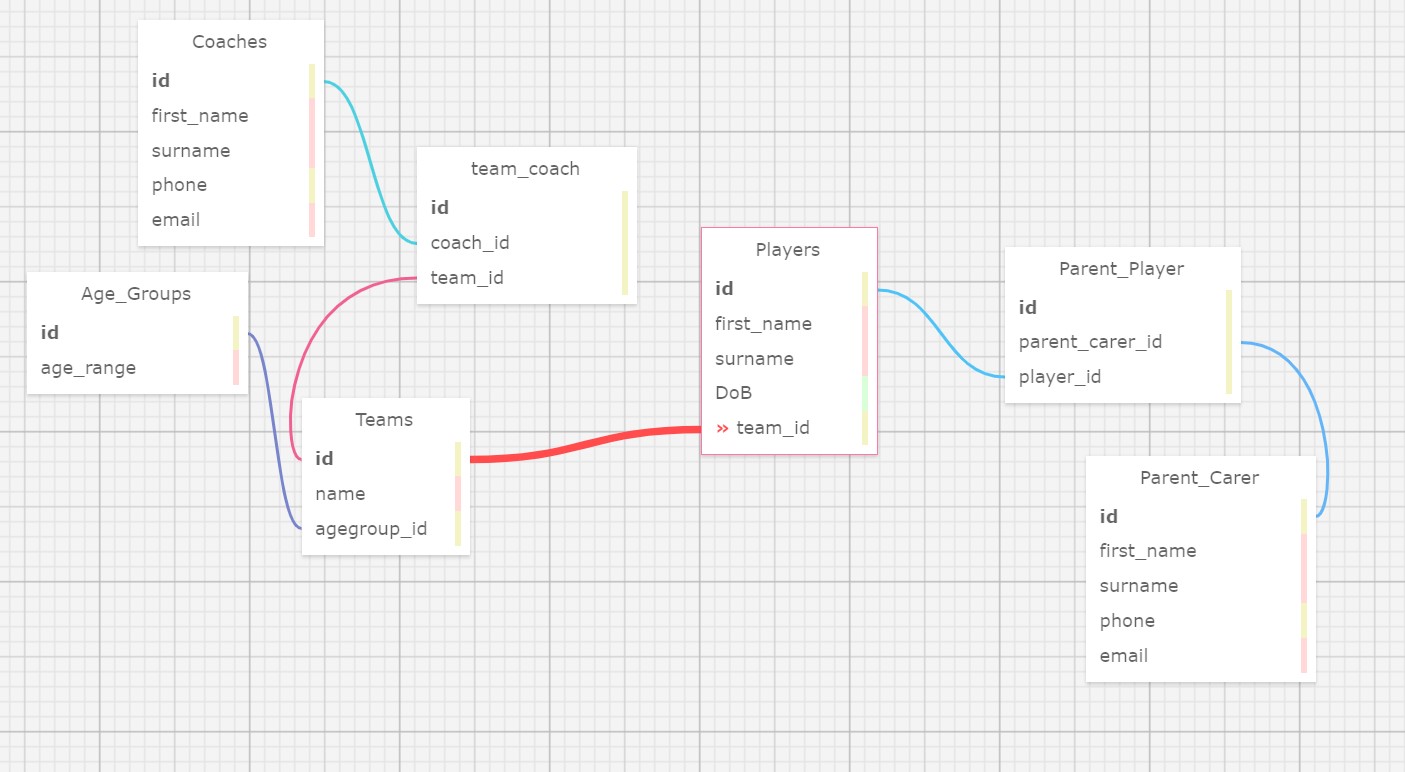 Coaches
id
first_name
surname
phone
email
team_coach
id
coach_id
team_id
Age_Groups
id
age_range
Teams
id
name
agegroup_id
Players
id
first_name
surname
DoB
» team_id
Parent_Player
id
parent_carer_id
player_id
Parent_Carer
id
first_name
surname
phone
email